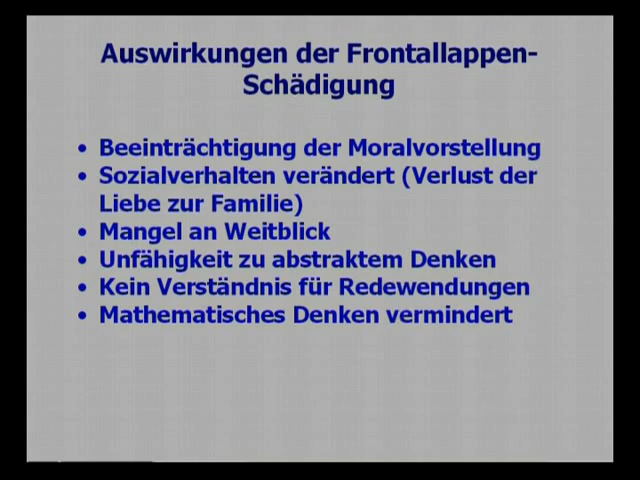 Auswirkungen der Frontallappen-
Schädigung
• Beeinträchtigung der Moralvorstellung
• Sozialverhalten verändert (Verlust der
Liebe zur Familie)
• Mangel an Weitblick
• Unfähigkeit zu abstraktem Denken
• Kein Verständnis für Redewendungen
• Mathematisches Denken vermindert